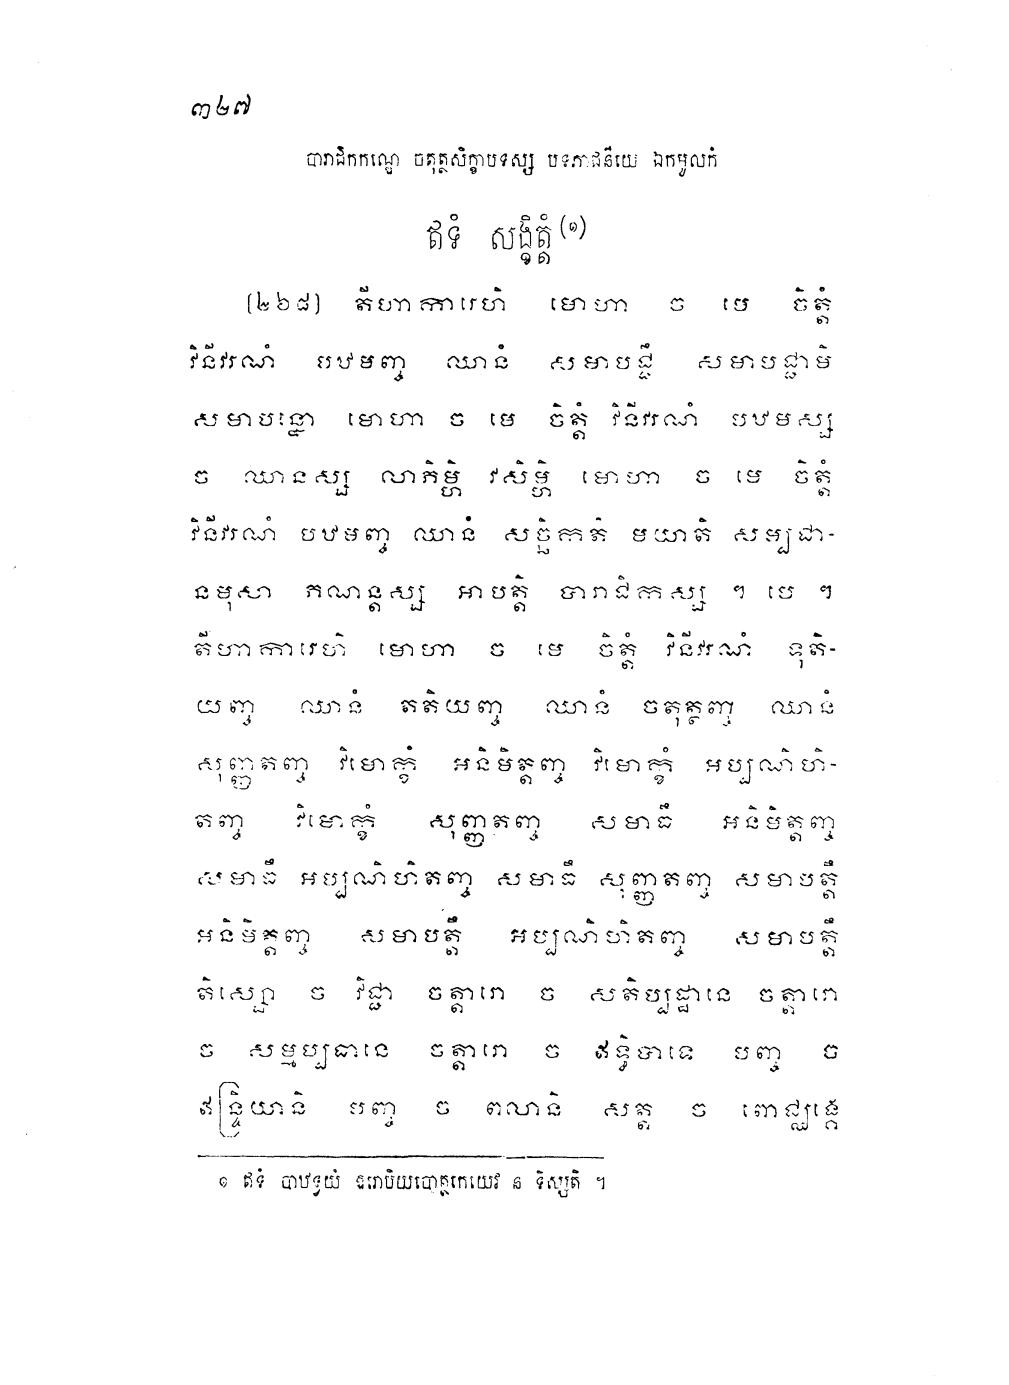 ៣២៧
បារាជិកកណ្ឌេ ចតុត្ថសិក្ខាបទស្ស បទភាជនីយេ ឯកមូលកំ
ឥទំ សង្ខិត្តំ (១)
(២៦៨) តីហាការេហិ មោហា ច មេ ចិត្តំ
វិនីវរណំ បឋមញ្ច ឈានំ សមាបជ្ជឹ សមាបជ្ជាមិ
សមាបន្នោ មោហា ច មេ ចិត្តំ វិនីវរណំ បឋមស្ស
ច ឈានស្ស លាភិម្ហិ វសិម្ហិ មោហា ច មេ ចិត្តំ
វិនីវរណំ បឋមញ្ច ឈានំ សច្ឆិកតំ មយាតិ សម្បជា-
នមុសា ភណន្តស្ស អាបត្តិ បារាជិកស្ស ។ បេ ។
តីហាការេហិ មោហា ច មេ ចិត្តំ វិនីវរណំ ទុតិ-
យញ្ច ឈានំ តតិយញ្ច ឈានំ ចតុត្ថញ្ច ឈានំ
សុញ្ញតញ្ច វិមោក្ខំ អនិមិត្តញ្ច វិមោក្ខំ អប្បណិហិ-
តញ្ច វិមោក្ខំ សុញ្ញតញ្ច សមាធឹ អនិមិត្តញ្ច
សមាធឹ អប្បណិហិតញ្ច សមាធឹ សុញ្ញតញ្ច សមាបត្តឹ
អនិមិត្តញ្ច សមាបត្តឹ អប្បណិហិតញ្ច សមាបត្តឹ
តិស្សោ ច វិជ្ជា ចត្តារោ ច សតិប្បដ្ឋានេ ចត្តារោ
ច សម្មប្បធានេ ចត្តារោ ច ឥទ្ធិបាទេ បញ្ច ច
ឥន្ទ្រិយានិ បញ្ច ច ពលានិ សត្ត ច ពោជ្ឈង្គេ
១ ឥទំ បាឋទ្វយំ ឧរោបិយបោត្ថកេយេវ ន ទិស្សតិ ។